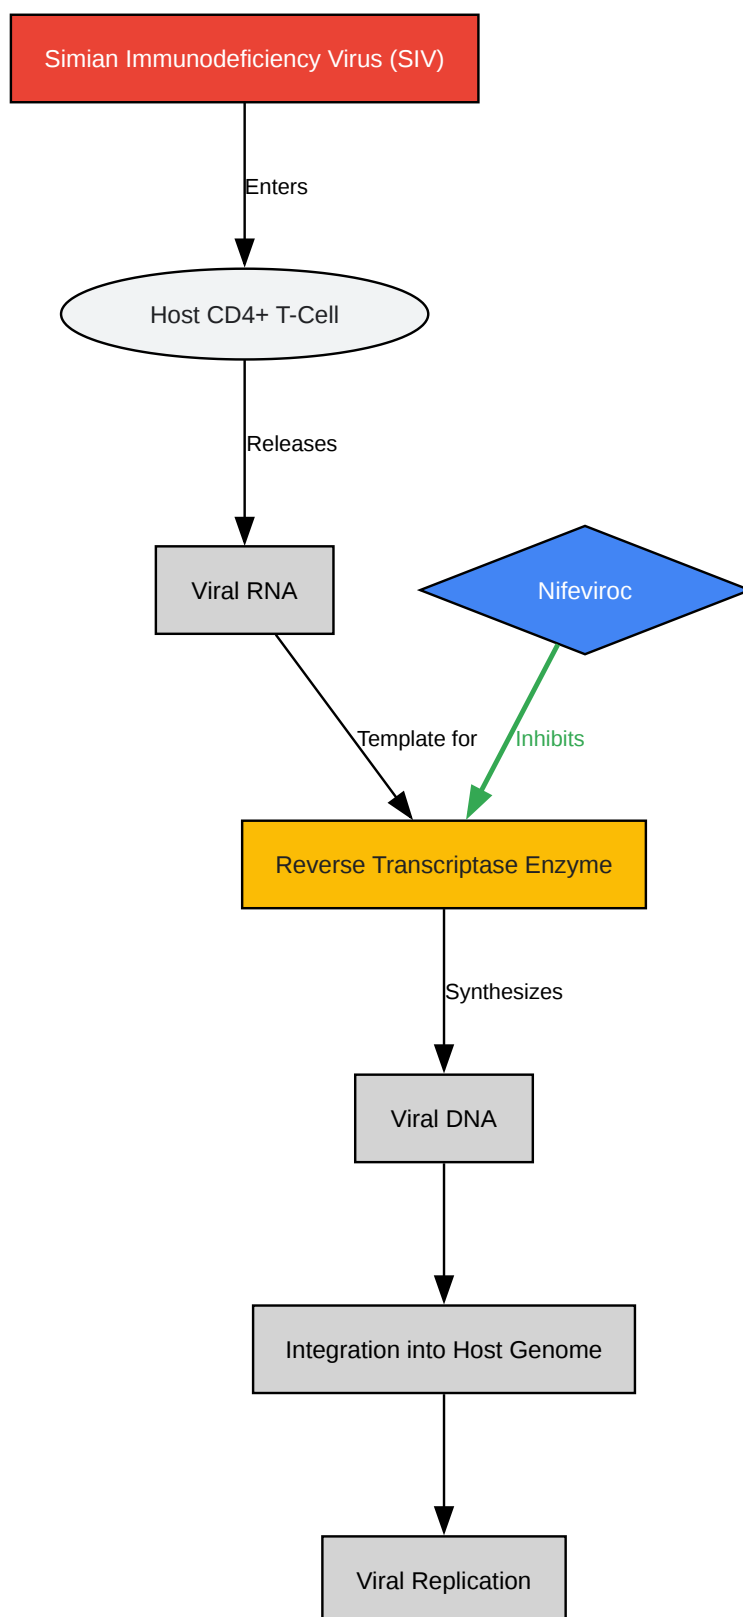 Simian Immunodeficiency Virus (SIV)
Enters
Host CD4+ T-Cell
Releases
Viral RNA
Nifeviroc
Template for
Inhibits
Reverse Transcriptase Enzyme
Synthesizes
Viral DNA
Integration into Host Genome
Viral Replication